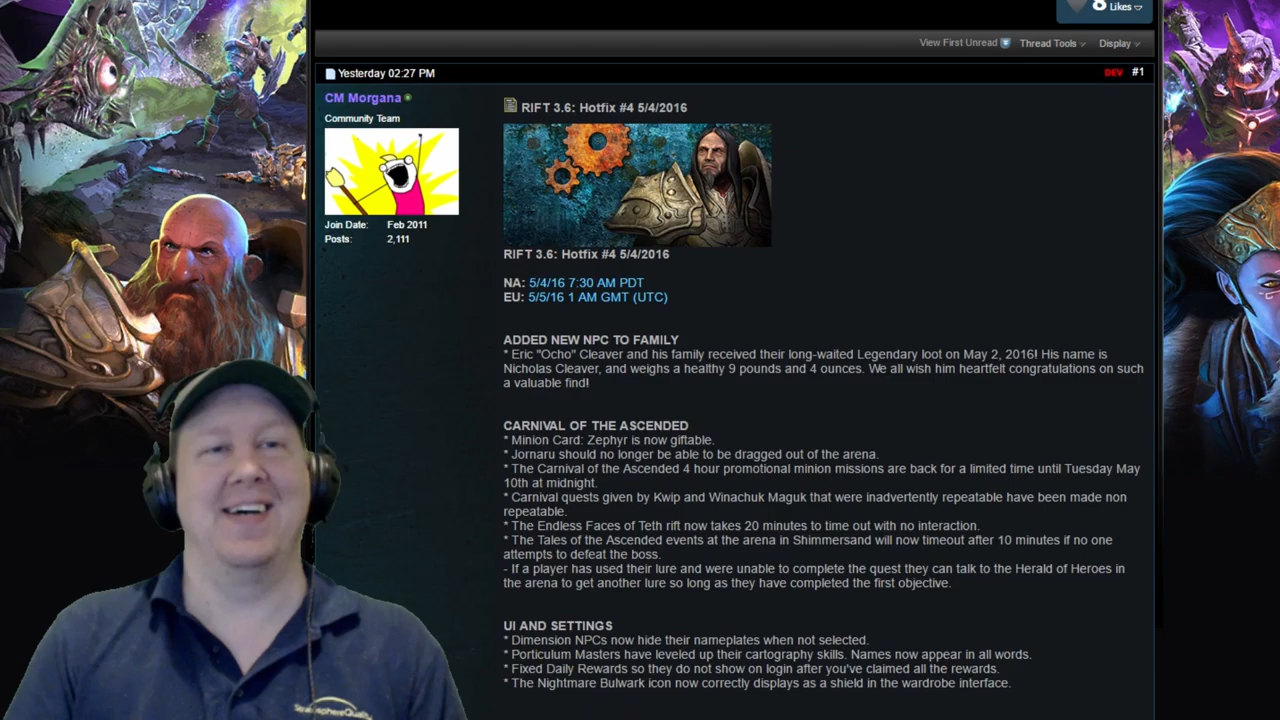 8 Likes
View First Unread Thread Tools Display
Yesterday 02:27 PM DEV #1
CM Morgana
Community Team
Join Date: Feb 2011
Posts: 2,111
RIFT 3.6: Hotfix #4 5/4/2016
RIFT 3.6: Hotfix #4 5/4/2016
NA: 5/4/16 7:30 AM PDT
EU: 5/5/16 1 AM GMT (UTC)
ADDED NEW NPC TO FAMILY
* Eric "Ocho" Cleaver and his family received their long-waited Legendary loot on May 2, 2016! His name is
Nicholas Cleaver, and weighs a healthy 9 pounds and 4 ounces. We all wish him heartfelt congratulations on such
a valuable find!
CARNIVAL OF THE ASCENDED
* Minion Card: Zephyr is now giftable.
* Jornaru should no longer be able to be dragged out of the arena.
* The Carnival of the Ascended 4 hour promotional minion missions are back for a limited time until Tuesday May
10th at midnight.
* Carnival quests given by Kwip and Winachuk Maguk that were inadvertently repeatable have been made non
repeatable.
* The Endless Faces of Teth rift now takes 20 minutes to time out with no interaction.
* The Tales of the Ascended events at the arena in Shimmersand will now timeout after 10 minutes if no one
attempts to defeat the boss.
- If a player has used their lure and were unable to complete the quest they can talk to the Herald of Heroes in
the arena to get another lure so long as they have completed the first objective.
UI AND SETTINGS
* Dimension NPCs now hide their nameplates when not selected.
* Porticulum Masters have leveled up their cartography skills. Names now appear in all words.
* Fixed Daily Rewards so they do not show on login after you've claimed all the rewards.
* The Nightmare Bulwark icon now correctly displays as a shield in the wardrobe interface.
StratosphereQuality